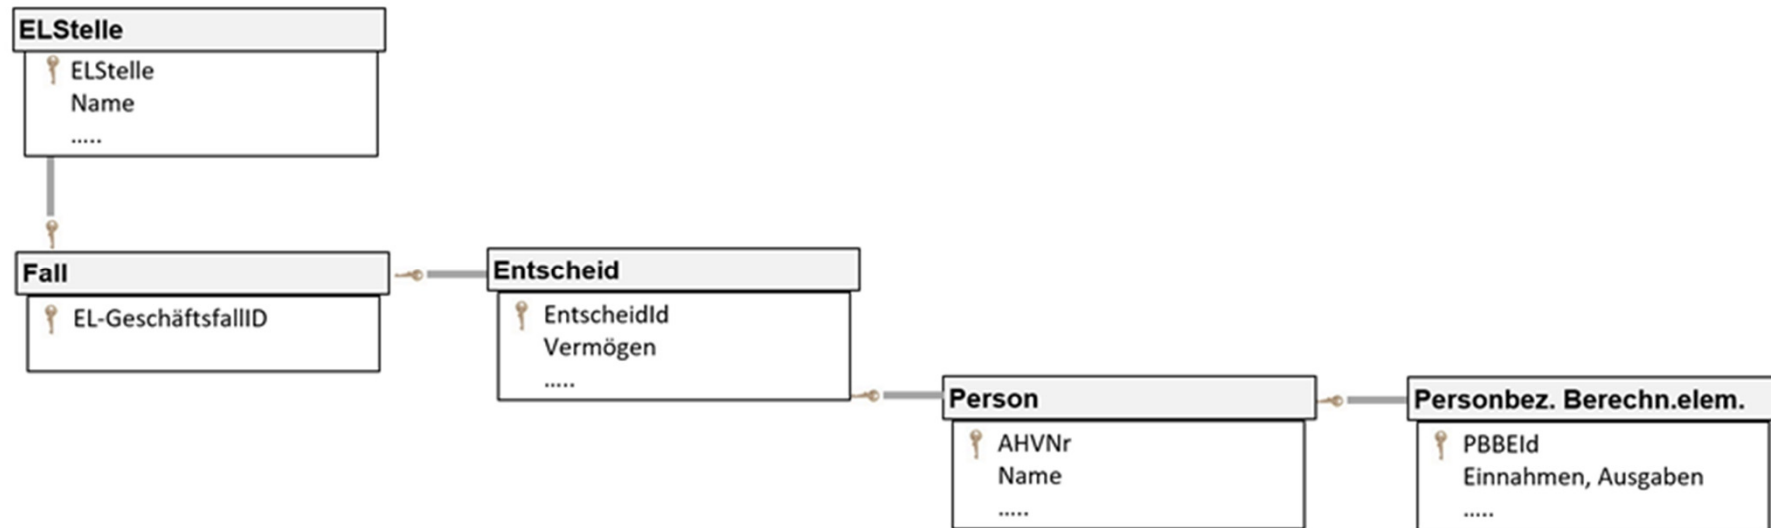 ELStelle
ELStelle
Name
.....
Fall
EL-GeschäftsfallID
Entscheid
EntscheidId
Vermögen
.....
Person
AHVNr
Name
.....
Personbez. Berechn.elem.
PBBEId
Einnahmen, Ausgaben
.....